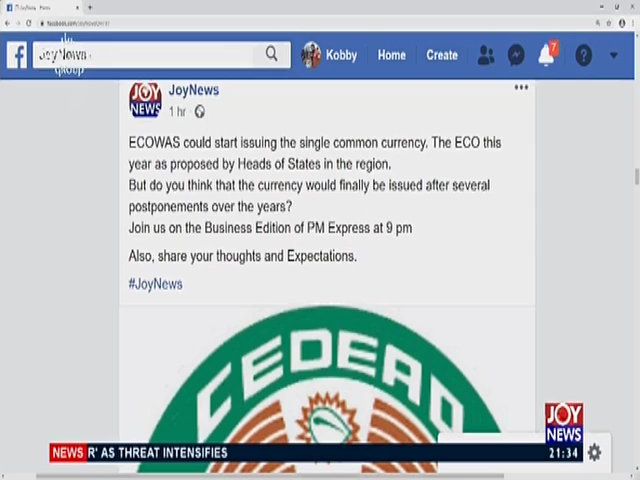 JoyNews
Kobby
Home
Create
7
JOY
NEWS
JoyNews
1 hr
ECOWAS could start issuing the single common currency. The ECO this
year as proposed by Heads of States in the region.
But do you think that the currency would finally be issued after several
postponements over the years?
Join us on the Business Edition of PM Express at 9 pm
Also, share your thoughts and Expectations.
#JoyNews
CEDEAO
JOY
NEWS
NEWS R' AS THREAT INTENSIFIES
21:34